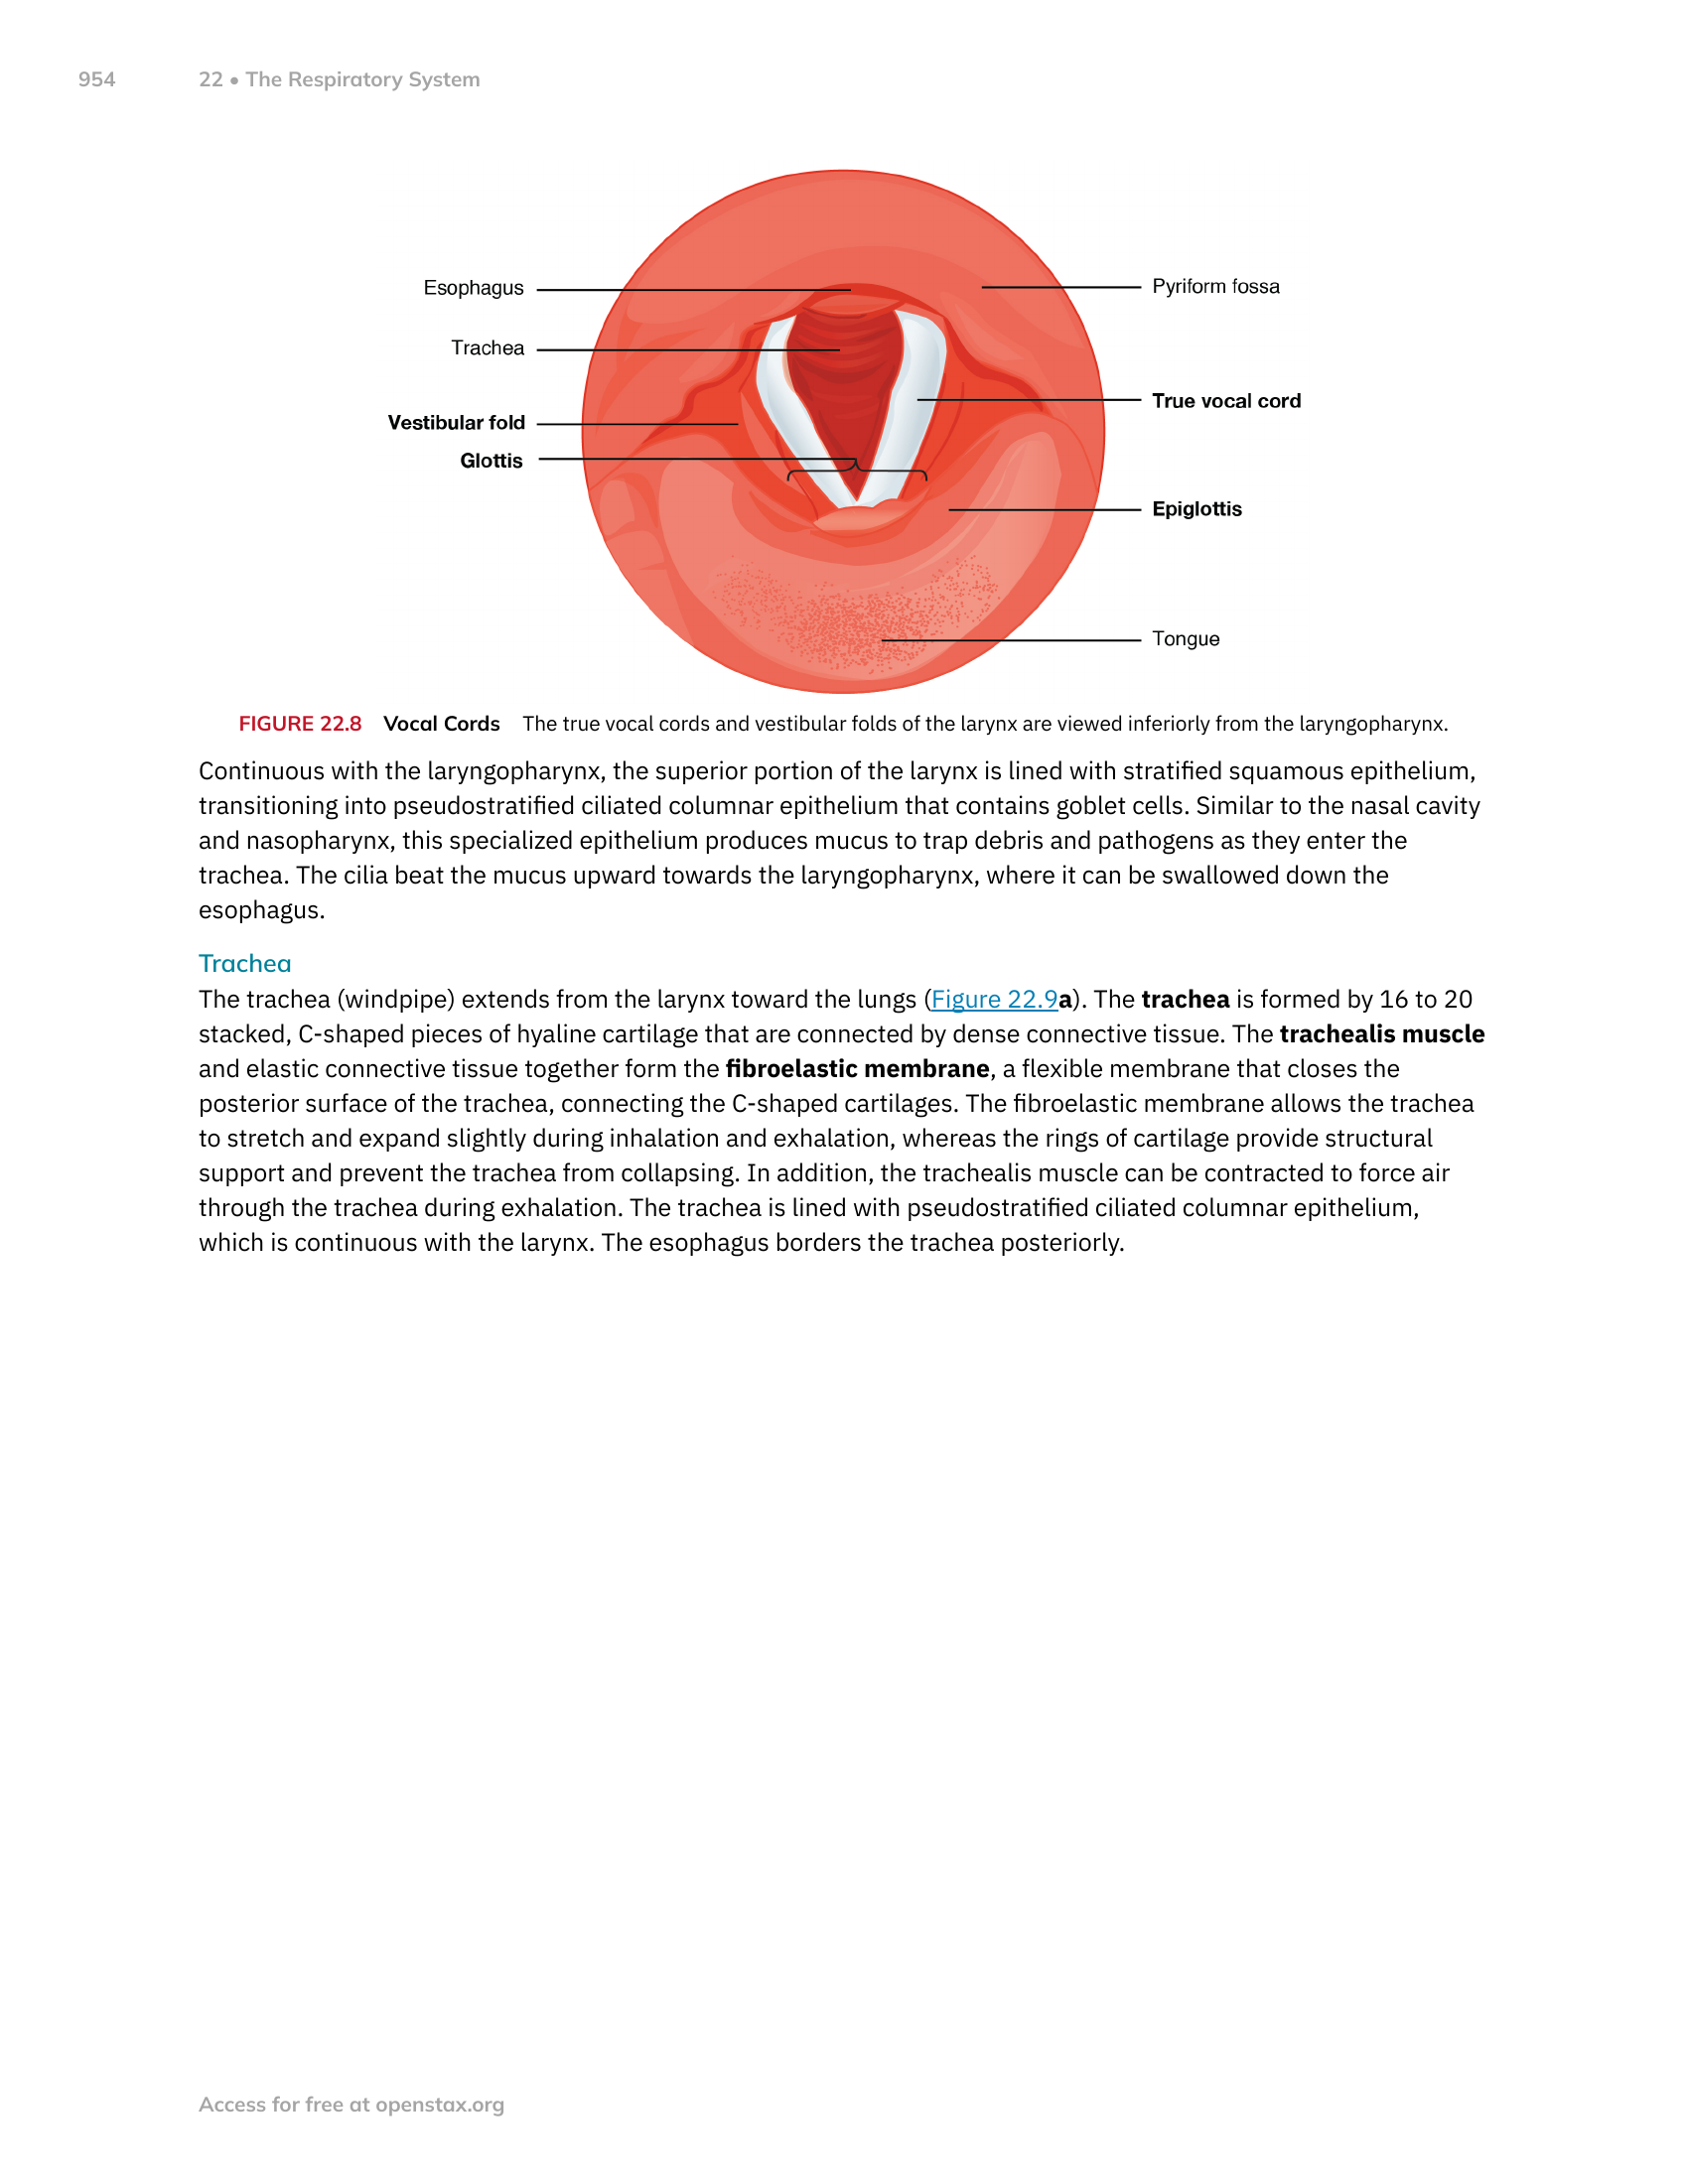 954
22 • The Respiratory System
Esophagus
Pyriform fossa
Trachea
True vocal cord
Vestibular fold
Glottis
Epiglottis
Tongue
FIGURE 22.8 Vocal Cords The true vocal cords and vestibular folds of the larynx are viewed inferiorly from the laryngopharynx.
Continuous with the laryngopharynx, the superior portion of the larynx is lined with stratified squamous epithelium,
transitioning into pseudostratified ciliated columnar epithelium that contains goblet cells. Similar to the nasal cavity
and nasopharynx, this specialized epithelium produces mucus to trap debris and pathogens as they enter the
trachea. The cilia beat the mucus upward towards the laryngopharynx, where it can be swallowed down the
esophagus.
Trachea
The trachea (windpipe) extends from the larynx toward the lungs (Figure 22.9a). The trachea is formed by 16 to 20
stacked, C-shaped pieces of hyaline cartilage that are connected by dense connective tissue. The trachealis muscle
and elastic connective tissue together form the fibroelastic membrane, a flexible membrane that closes the
posterior surface of the trachea, connecting the C-shaped cartilages. The fibroelastic membrane allows the trachea
to stretch and expand slightly during inhalation and exhalation, whereas the rings of cartilage provide structural
support and prevent the trachea from collapsing. In addition, the trachealis muscle can be contracted to force air
through the trachea during exhalation. The trachea is lined with pseudostratified ciliated columnar epithelium,
which is continuous with the larynx. The esophagus borders the trachea posteriorly.
Access for free at openstax.org